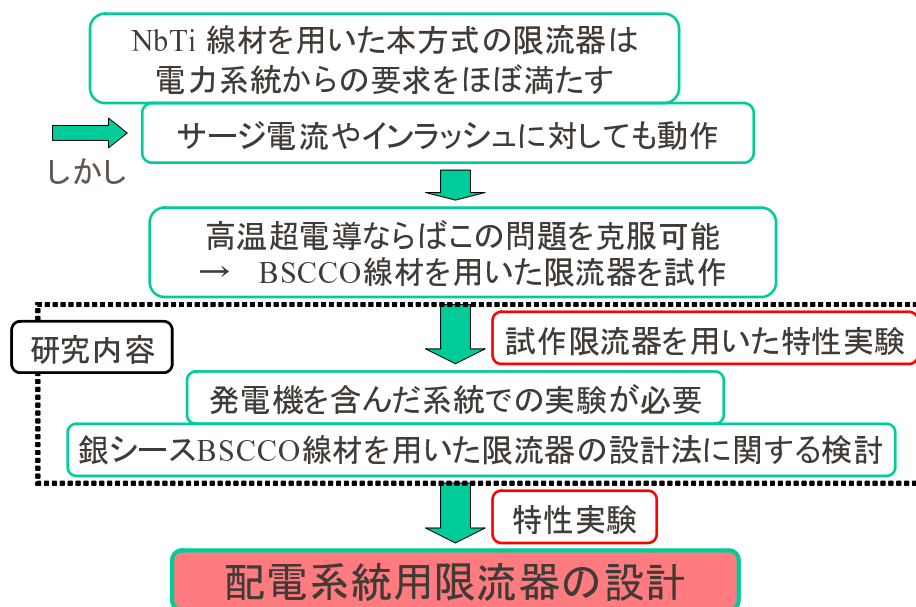 NbTi 線材を用いた本方式の限流器は
電力系統からの要求をほぼ満たす
サージ電流やインラッシュに対しても動作
しかし
高温超電導ならばこの問題を克服可能
→ BSCCO線材を用いた限流器を試作
試作限流器を用いた特性実験
研究内容
発電機を含んだ系統での実験が必要
銀シースBSCCO線材を用いた限流器の設計法に関する検討
特性実験
配電系統用限流器の設計